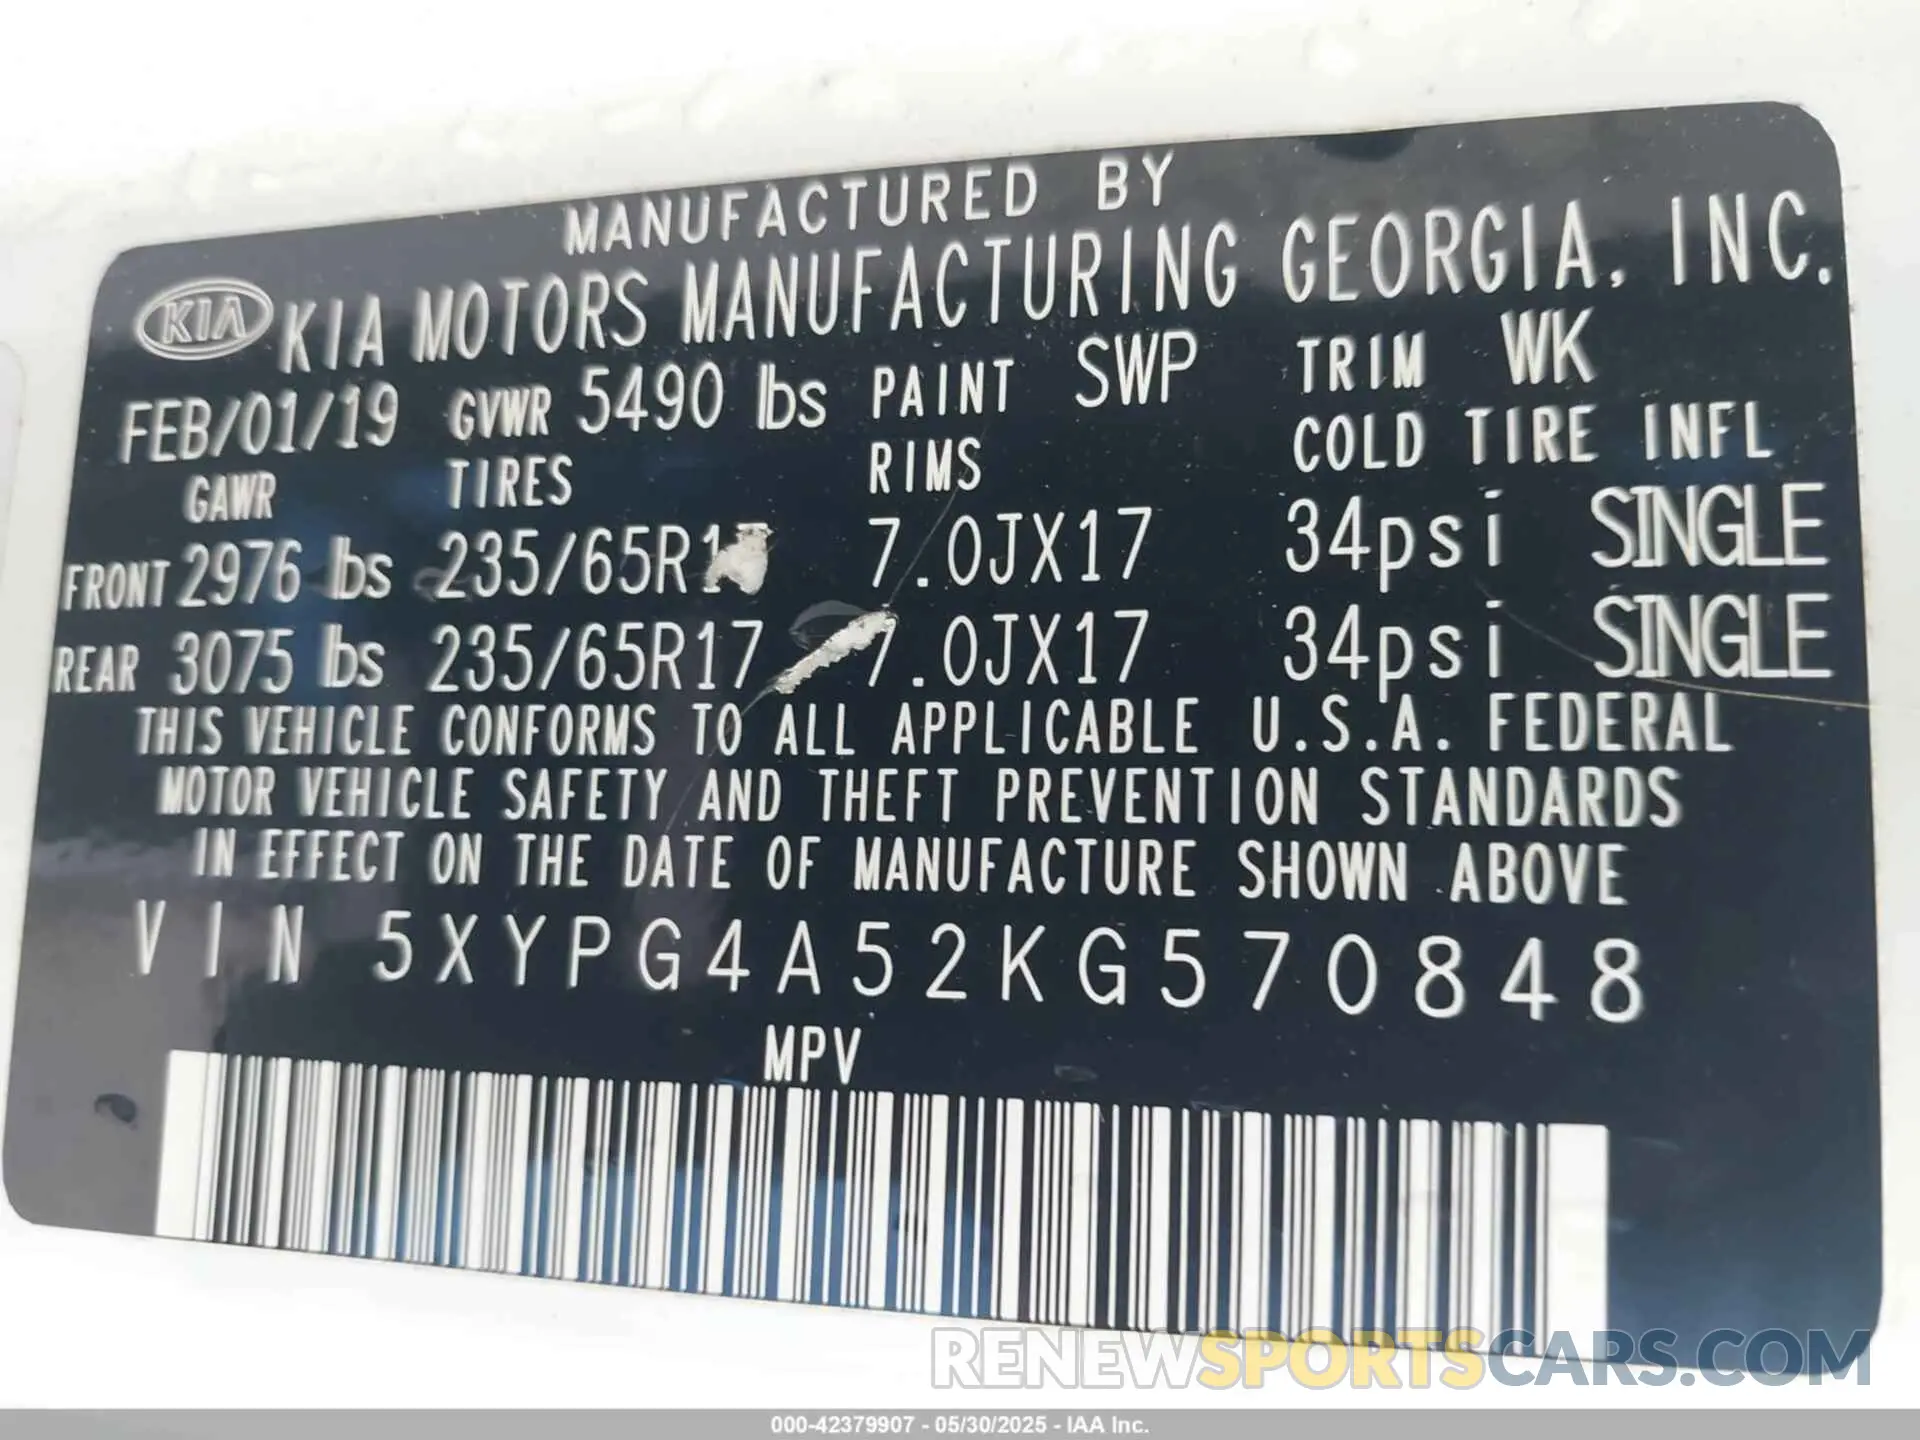 MANUFACTURED BY
KIA KIA MOTORS MANUFACTURING GEORGIA, INC.
FEB/01/19 GVWR 5490 lbs PAINT SWP TRIM WK
GAWR TIRES RIMS COLD TIRE INFL
FRONT 2976 lbs 7.0JX17 34psi SINGLE
REAR 3075 lbs 235/65R17 7.0JX17 34psi SINGLE
THIS VEHICLE CONFORMS TO ALL APPLICABLE U.S.A. FEDERAL
MOTOR VEHICLE SAFETY AND THEFT PREVENTION STANDARDS
IN EFFECT ON THE DATE OF MANUFACTURE SHOWN ABOVE
VIN 5XYPG4A52KG570848
MPV
RENEWSPORTSCARS.COM
000-42379907 - 05/30/2025 - IAA Inc.